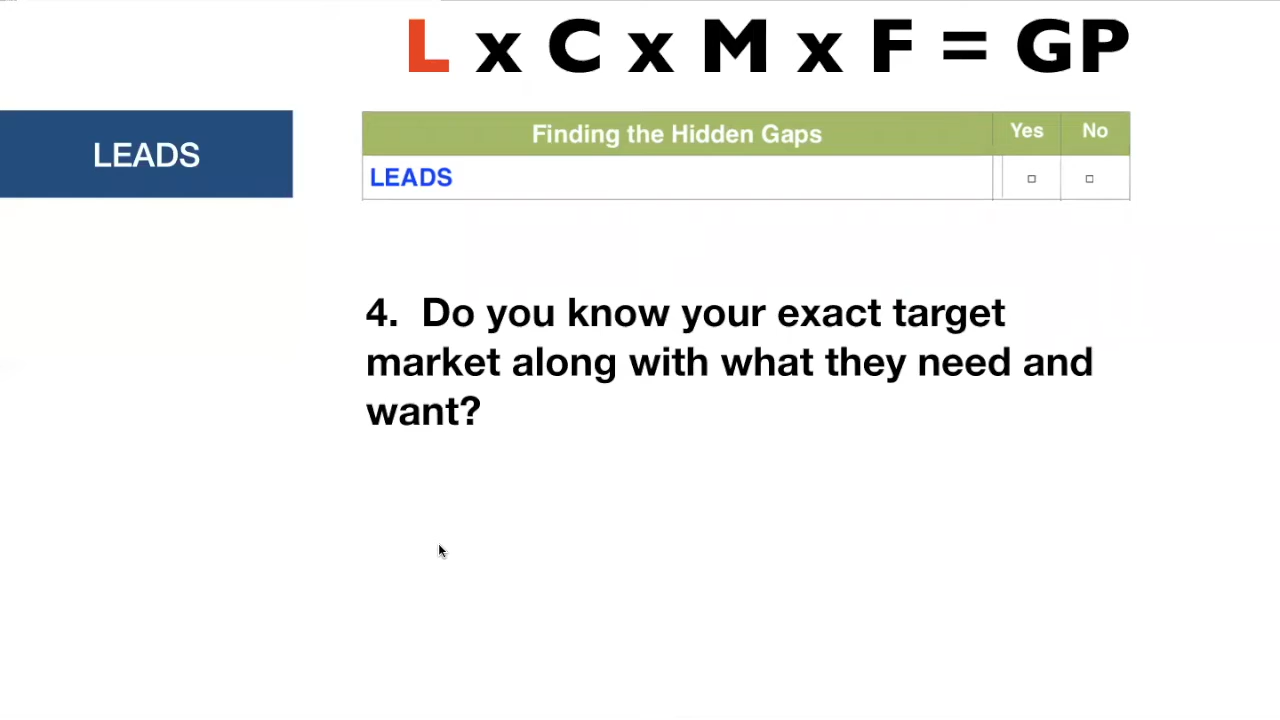 L x C x M x F = GP
LEADS
Finding the Hidden Gaps Yes No
LEADS
4. Do you know your exact target
market along with what they need and
want?